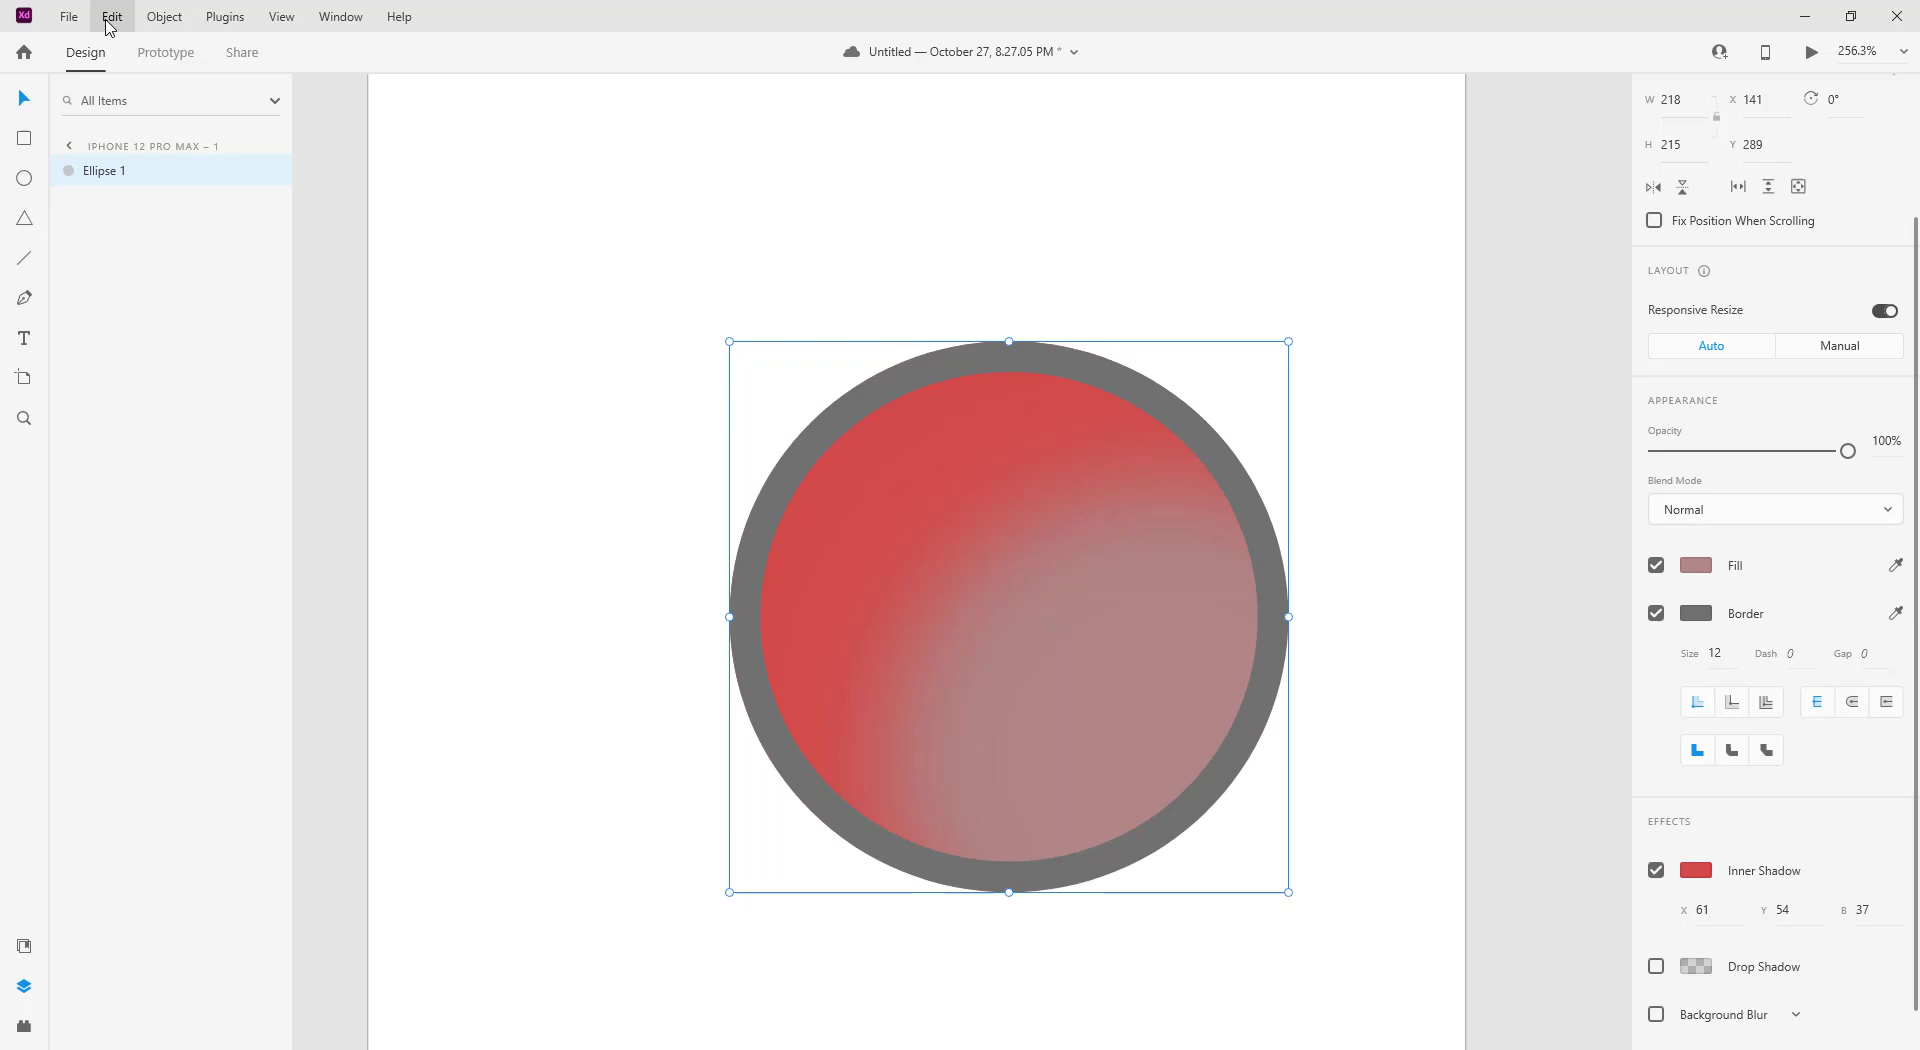 Xd File Edit Object Plugins View Window Help
Design Prototype Share Untitled — October 27, 8.27.05 PM * 256.3%
All Items
IPHONE 12 PRO MAX – 1
Ellipse 1
W 218 X 141 0°
H 215 Y 289
Fix Position When Scrolling
LAYOUT
Responsive Resize
Auto Manual
APPEARANCE
Opacity
100%
Blend Mode
Normal
Fill
Border
Size 12 Dash 0 Gap 0
EFFECTS
Inner Shadow
X 61 Y 54 B 37
Drop Shadow
Background Blur